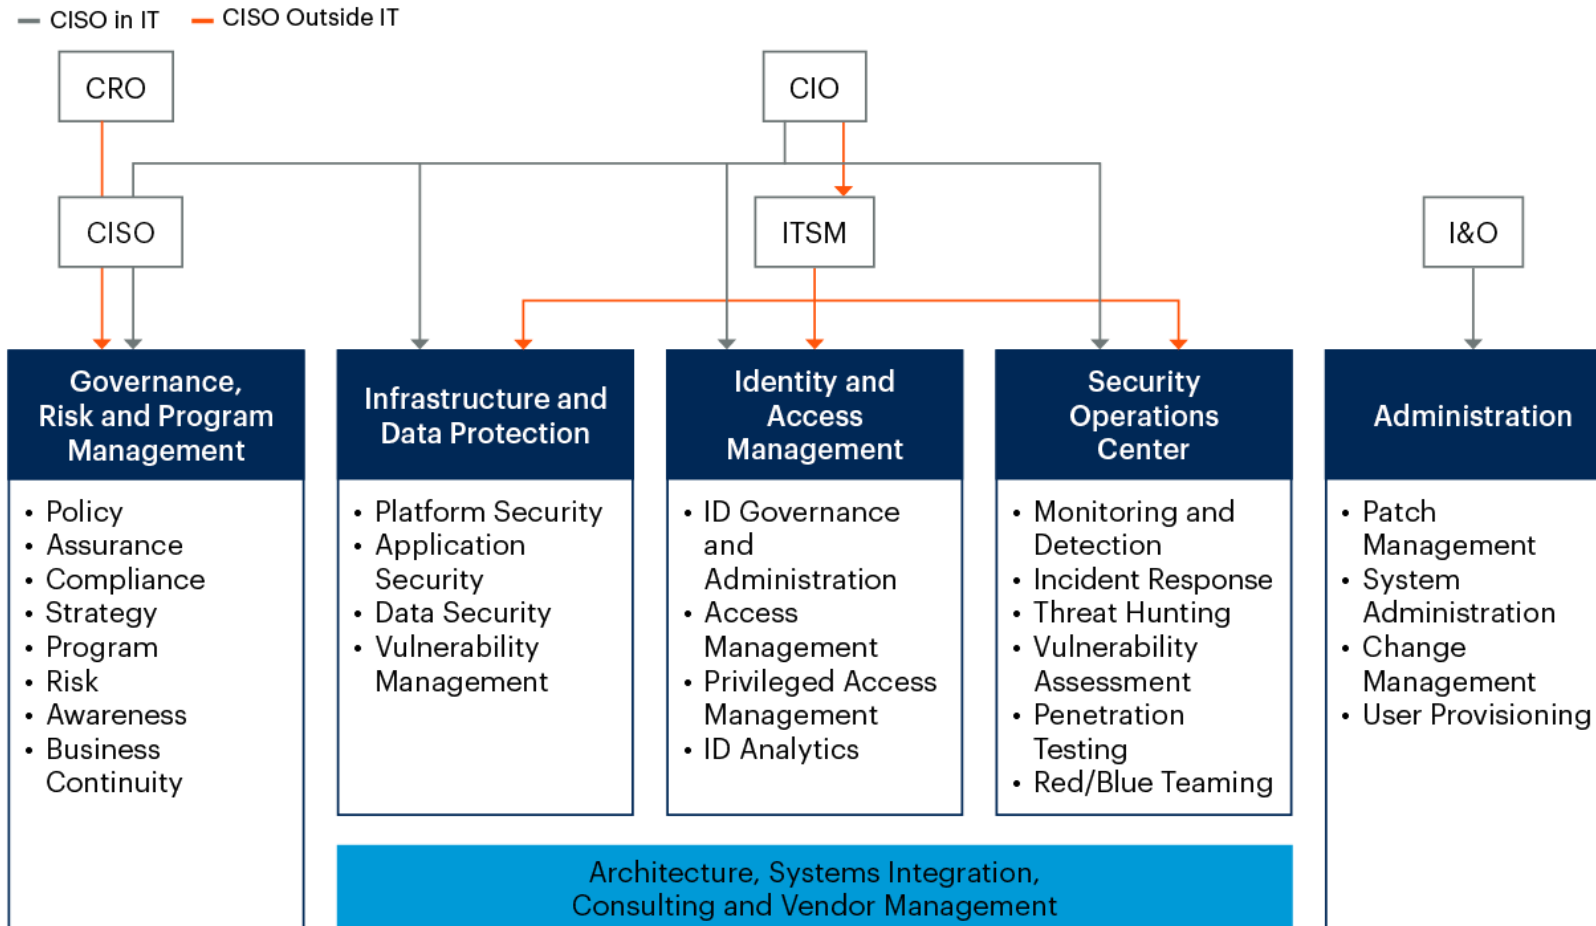 CISO in IT
CISO Outside IT
CRO
CIO
CISO
ITSM
I&O
Governance,
Risk and Program
Management
• Policy
• Assurance
• Compliance
• Strategy
• Program
• Risk
• Awareness
• Business
Continuity
Infrastructure and
Data Protection
• Platform Security
• Application
Security
• Data Security
• Vulnerability
Management
Identity and
Access
Management
• ID Governance
and
Administration
• Access
Management
• Privileged Access
Management
• ID Analytics
Security
Operations
Center
• Monitoring and
Detection
• Incident Response
• Threat Hunting
• Vulnerability
Assessment
• Penetration
Testing
• Red/Blue Teaming
Administration
• Patch
Management
• System
Administration
• Change
Management
• User Provisioning
Architecture, Systems Integration,
Consulting and Vendor Management